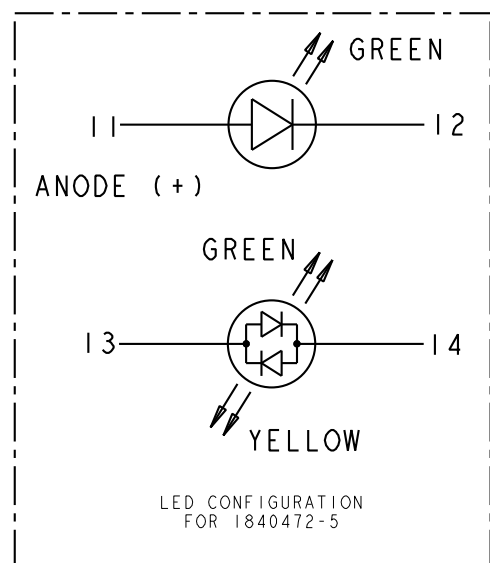 GREEN
11 12
ANODE (+)
GREEN
13 14
YELLOW
LED CONFIGURATION
FOR 1840472-5